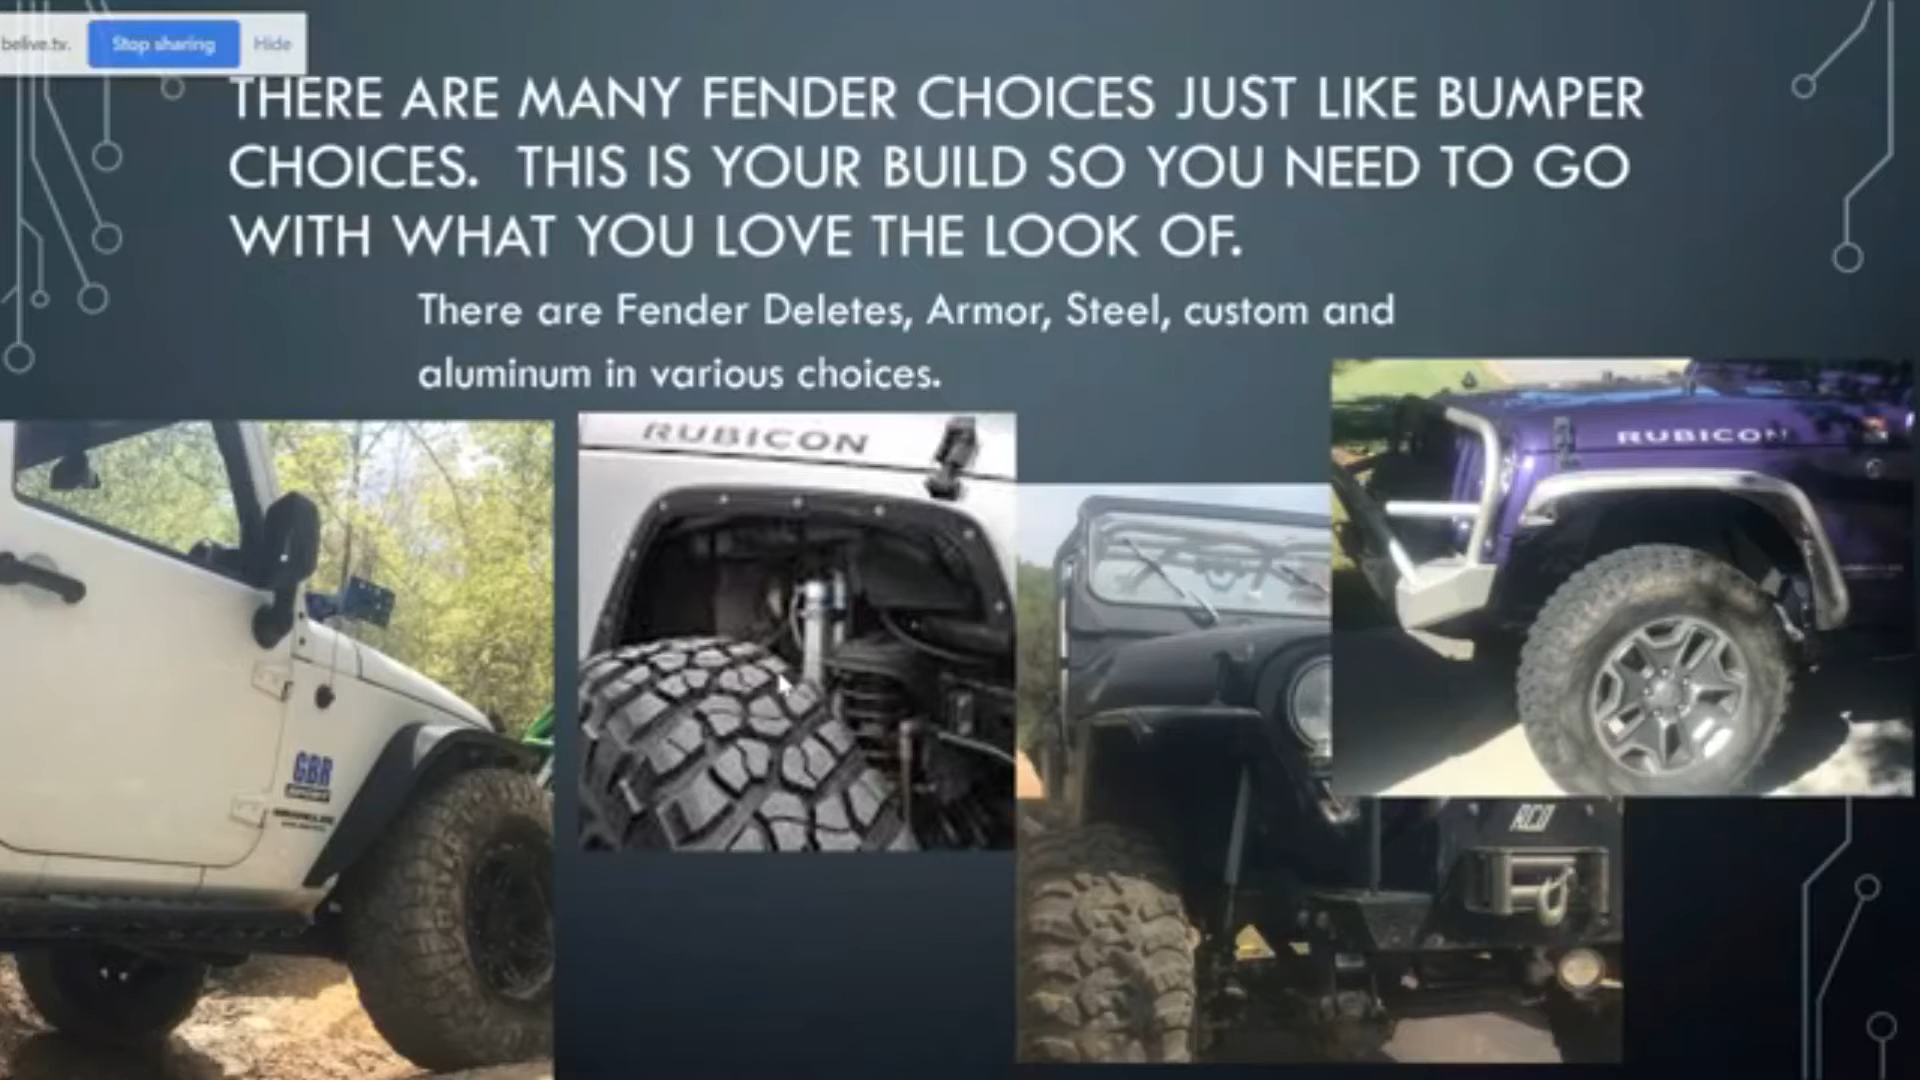 belive.tv. Stop sharing Hide
THERE ARE MANY FENDER CHOICES JUST LIKE BUMPER
CHOICES. THIS IS YOUR BUILD SO YOU NEED TO GO
WITH WHAT YOU LOVE THE LOOK OF.
There are Fender Deletes, Armor, Steel, custom and
aluminum in various choices.
RUBICON
RUBICON
GBR
SPORT
WRANGLER